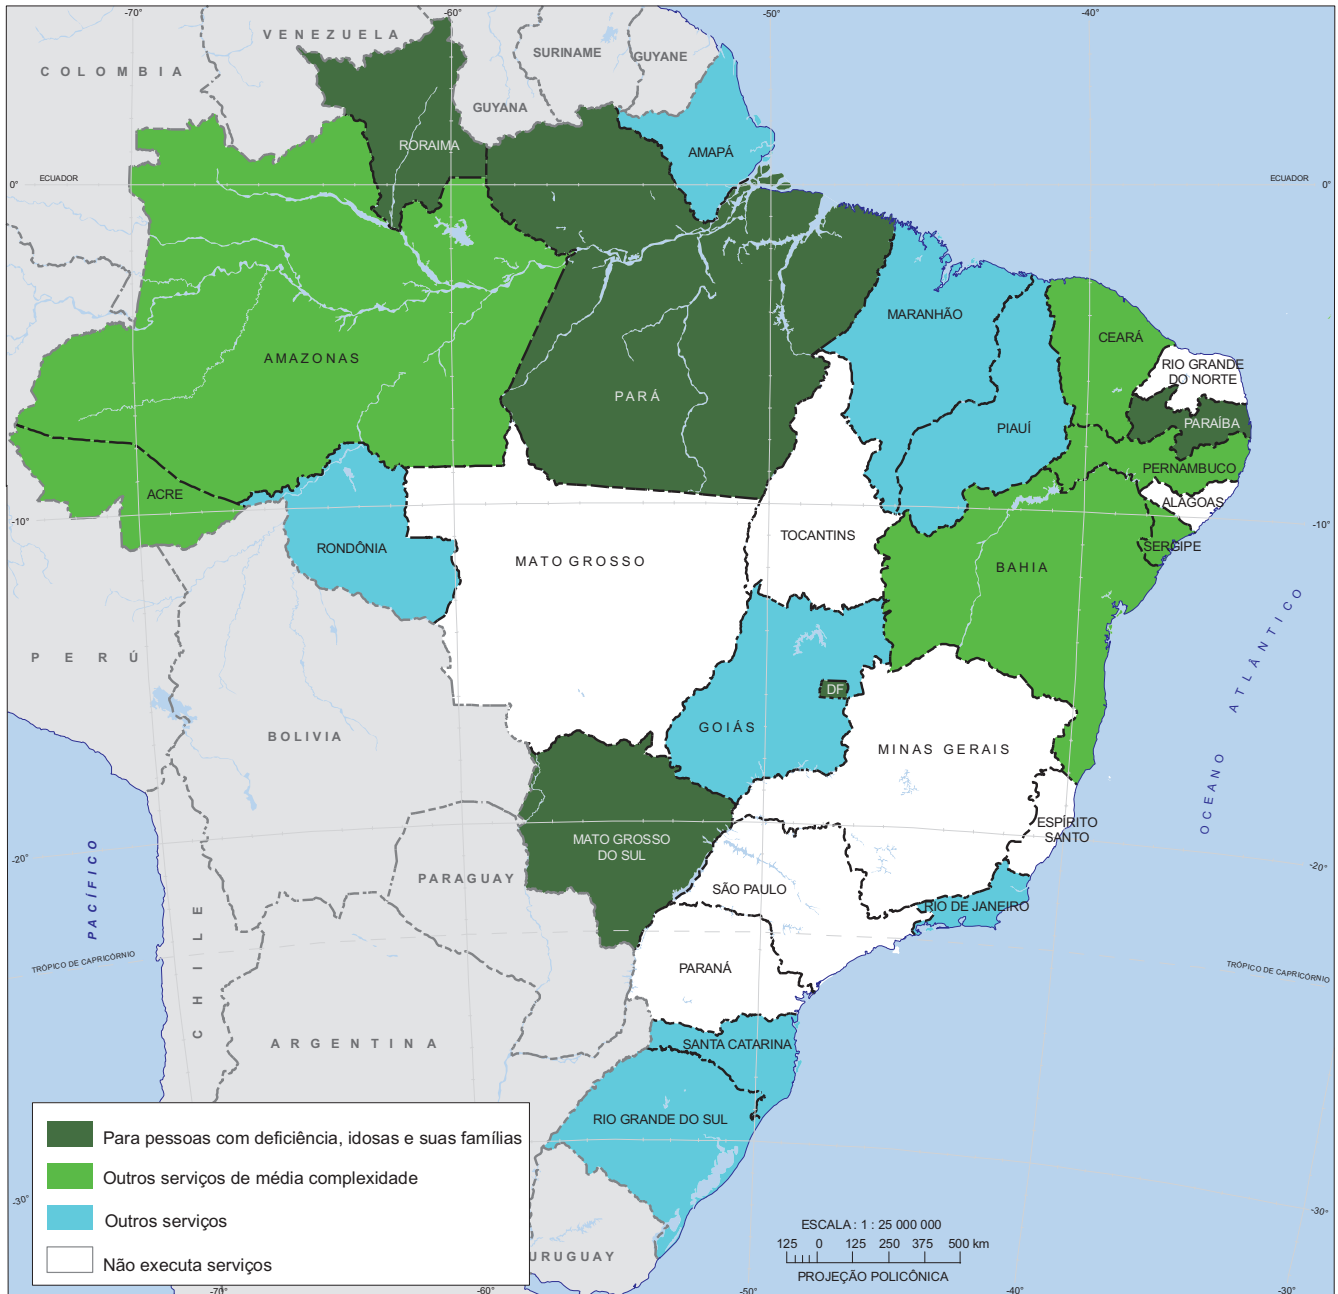 -70°
-60°
-50°
-40°
VENEZUELA
SURINAME
GUYANE
COLOMBIA
GUYANA
RORAIMA
AMAPÁ
ECUADOR
0°
ECUADOR
0°
MARANHÃO
CEARÁ
AMAZONAS
RIO GRANDE
DO NORTE
PARÁ
PARAÍBA
PIAUÍ
PERNAMBUCO
ACRE
ALAGOAS
-10°
-10°
TOCANTINS
RONDÔNIA
SERGIPE
MATO GROSSO
BAHIA
PERÚ
DF
OCEANO ATLÂNTICO
GOIÁS
BOLIVIA
MINAS GERAIS
ESPÍRITO
SANTO
MATO GROSSO
DO SUL
-20°
-20°
PARAGUAY
SÃO PAULO
RIO DE JANEIRO
PACÍFICO
CHILE
TRÓPICO DE CAPRICÓRNIO
PARANÁ
TRÓPICO DE CAPRICÓRNIO
ARGENTINA
SANTA CATARINA
RIO GRANDE DO SUL
Para pessoas com deficiência, idosas e suas famílias
Outros serviços de média complexidade
-30°
Outros serviços
-30°
ESCALA : 1 : 25 000 000
125 0 125 250 375 500 km
URUGUAY
Não executa serviços
PROJEÇÃO POLICÔNICA
-70°
-60°
-50°
-40°
-30°